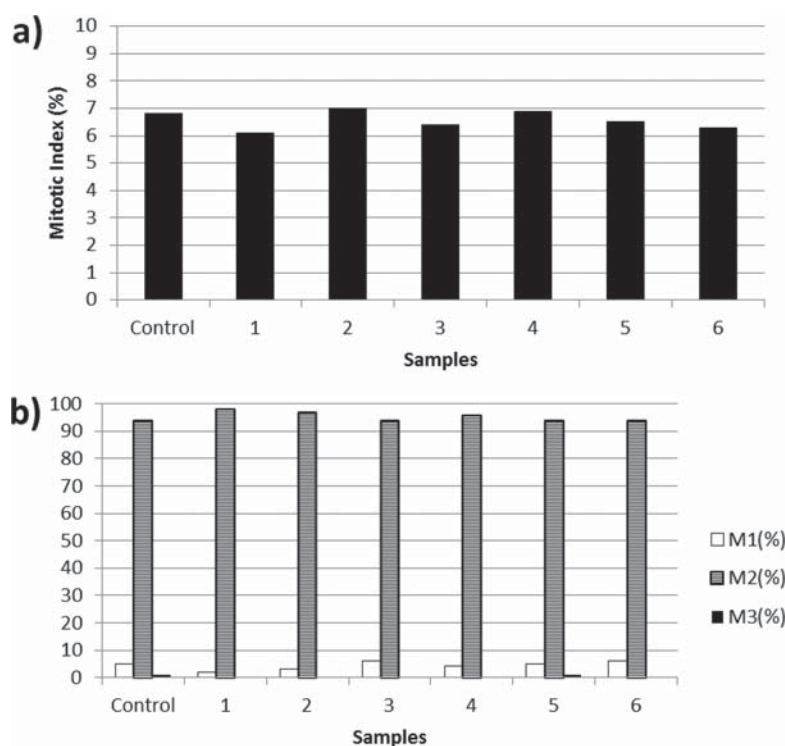 a)
Mitotic Index (%)
10
9
8
7
6
5
4
3
2
1
0
Control 1 2 3 4 5 6
Samples
b)
100
90
80
70
60
50
40
30
20
10
0
Control 1 2 3 4 5 6
Samples
M1(%)
M2(%)
M3(%)